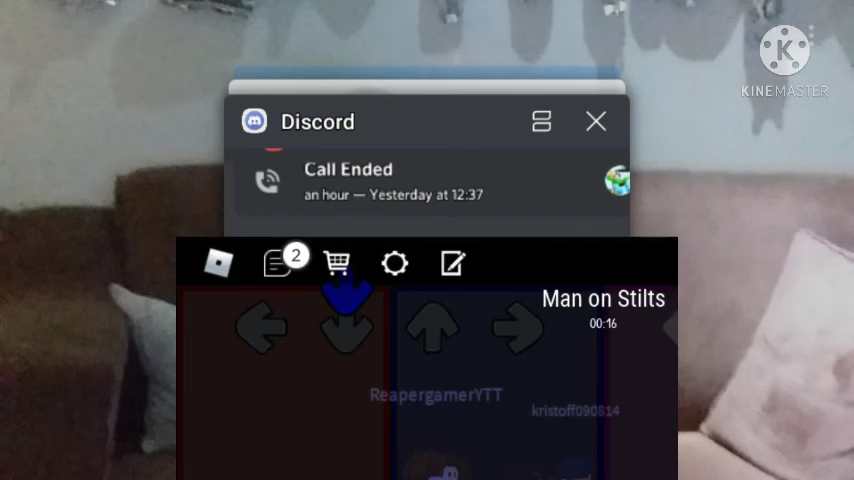 KINEMASTER
Discord
Call Ended
an hour — Yesterday at 12:37
2
Man on Stilts
00:16
ReapergamerYTT
kristoff090814